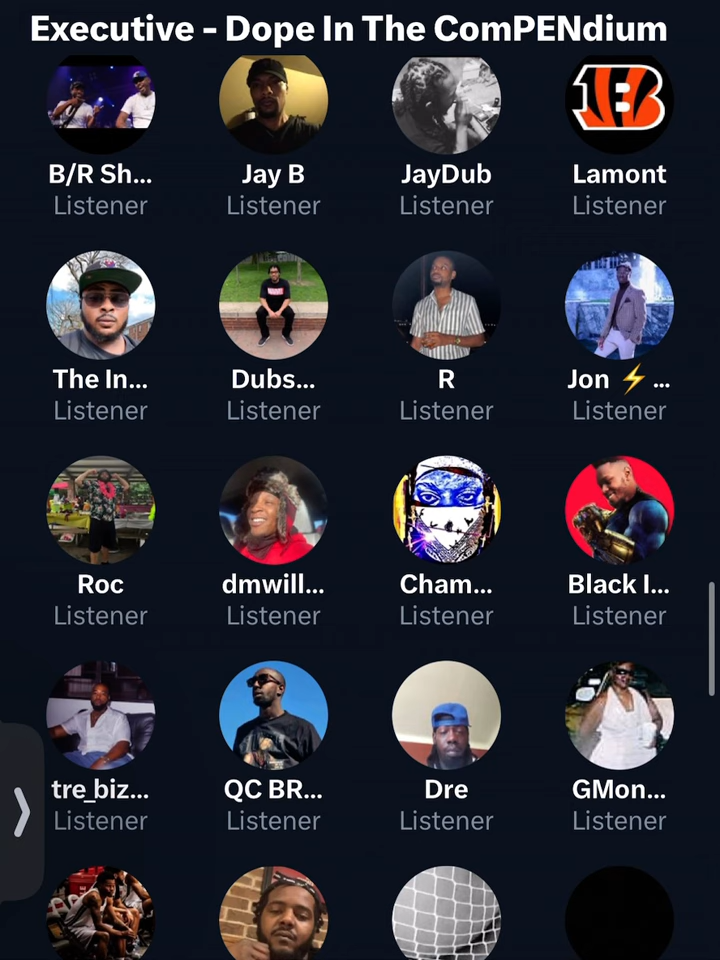 Executive - Dope In The ComPENdium
B
B/R Sh... Jay B JayDub Lamont
Listener Listener Listener Listener
The In... Dubs... R Jon ⚡ ...
Listener Listener Listener Listener
Roc dmwill... Cham... Black I...
Listener Listener Listener Listener
tre_biz... QC BR... Dre GMon...
Listener Listener Listener Listener